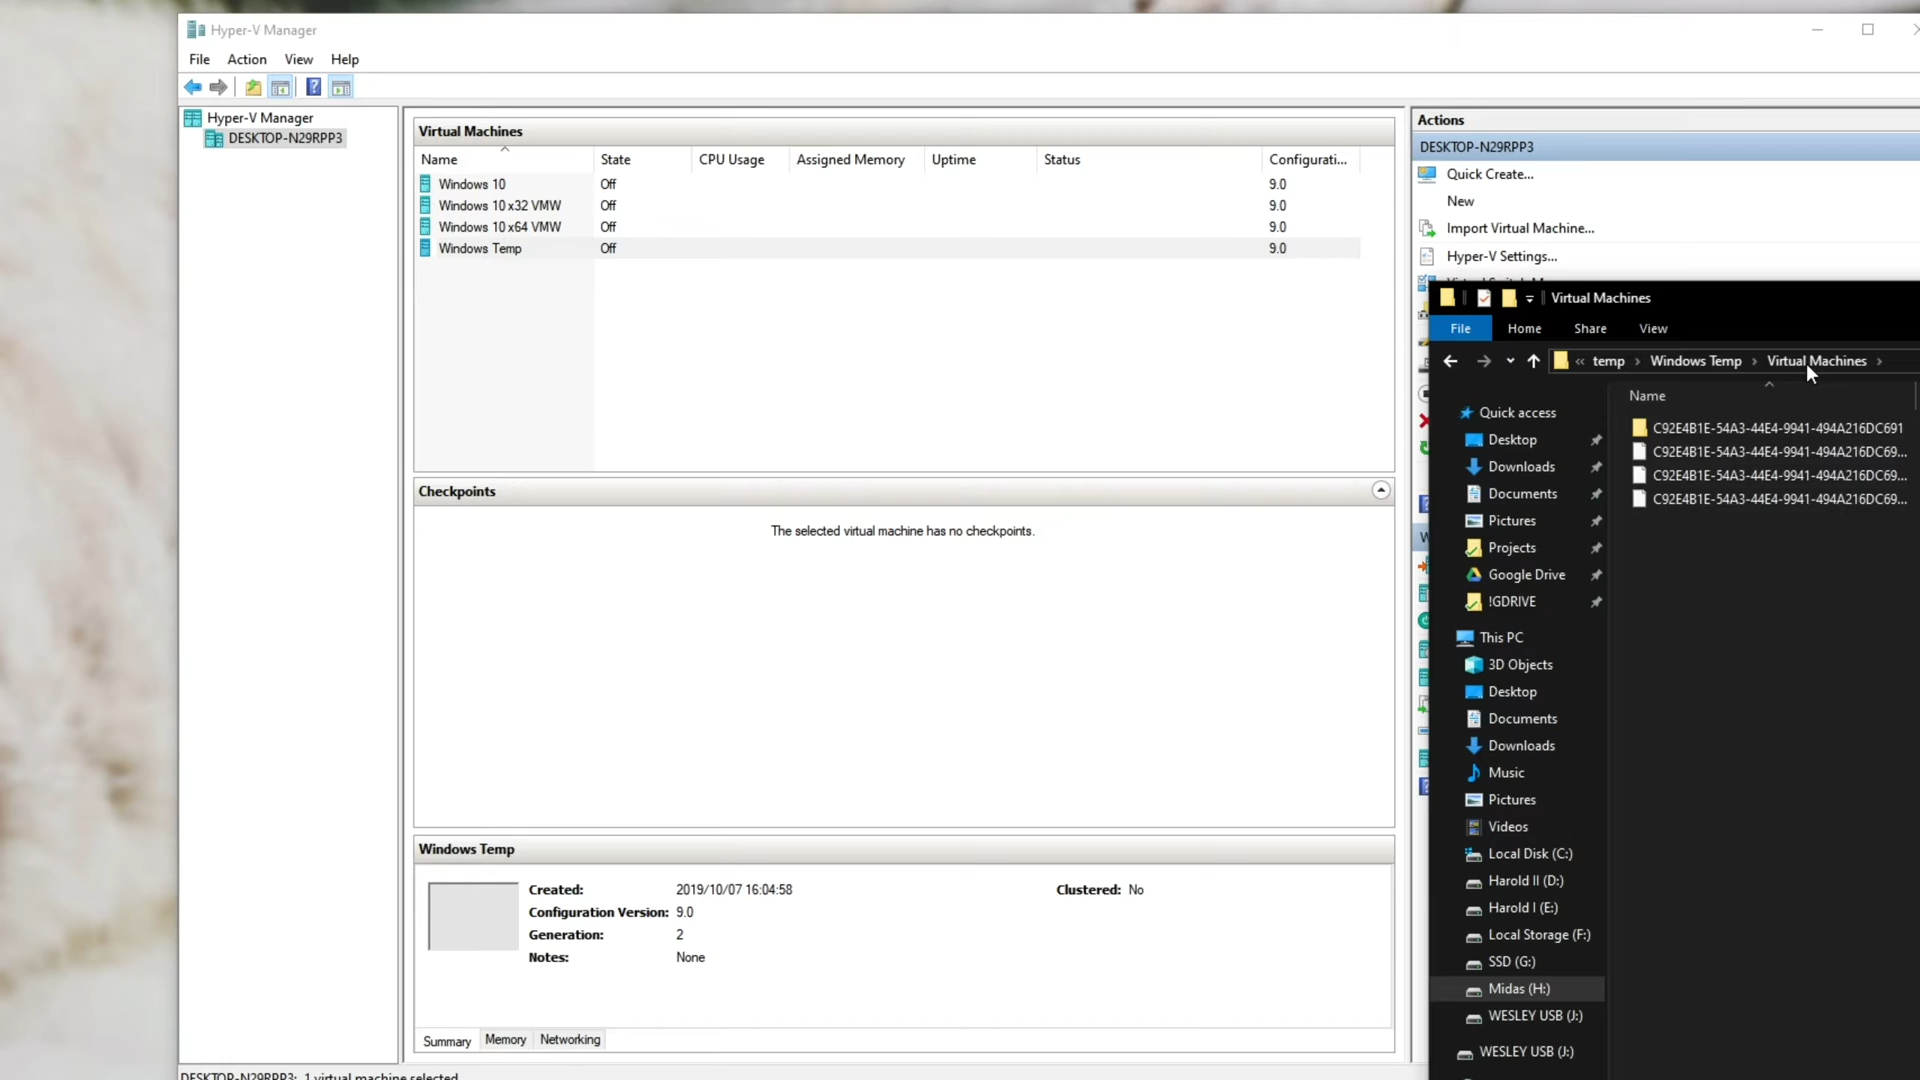 Hyper-V Manager
File Action View Help
Hyper-V Manager
DESKTOP-N29RPP3
Virtual Machines
Name State CPU Usage Assigned Memory Uptime Status Configurati...
Windows 10 Off 9.0
Windows 10 x32 VMW Off 9.0
Windows 10 x64 VMW Off 9.0
Windows Temp Off 9.0
Checkpoints
The selected virtual machine has no checkpoints.
Windows Temp
Created: 2019/10/07 16:04:58 Clustered: No
Configuration Version: 9.0
Generation: 2
Notes: None
Summary Memory Networking
DESKTOP-N29RPP3: 1 virtual machine selected.
Actions
DESKTOP-N29RPP3
Quick Create...
New
Import Virtual Machine...
Hyper-V Settings...
Virtual Machines
File Home Share View
« temp > Windows Temp > Virtual Machines >
Name
C92E4B1E-54A3-44E4-9941-494A216DC691
C92E4B1E-54A3-44E4-9941-494A216DC69...
C92E4B1E-54A3-44E4-9941-494A216DC69...
C92E4B1E-54A3-44E4-9941-494A216DC69...
Quick access
Desktop
Downloads
Documents
Pictures
Projects
Google Drive
!GDRIVE
This PC
3D Objects
Desktop
Documents
Downloads
Music
Pictures
Videos
Local Disk (C:)
Harold II (D:)
Harold I (E:)
Local Storage (F:)
SSD (G:)
Midas (H:)
WESLEY USB (J:)
WESLEY USB (J:)